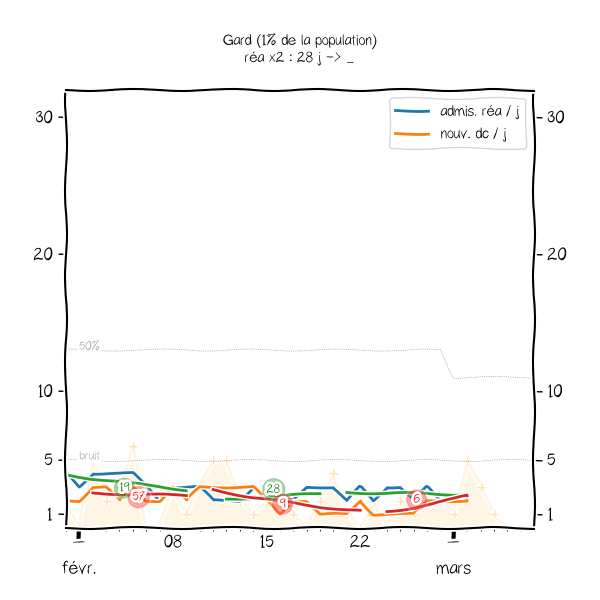 Gard (1% de la population)
réa x2 : 28 j -> _
admis. réa / j
nouv. dc / j
30
30
20
20
50%
10
10
bruit
5
5
19
57
28
9
6
1
1
08
15
22
févr.
mars